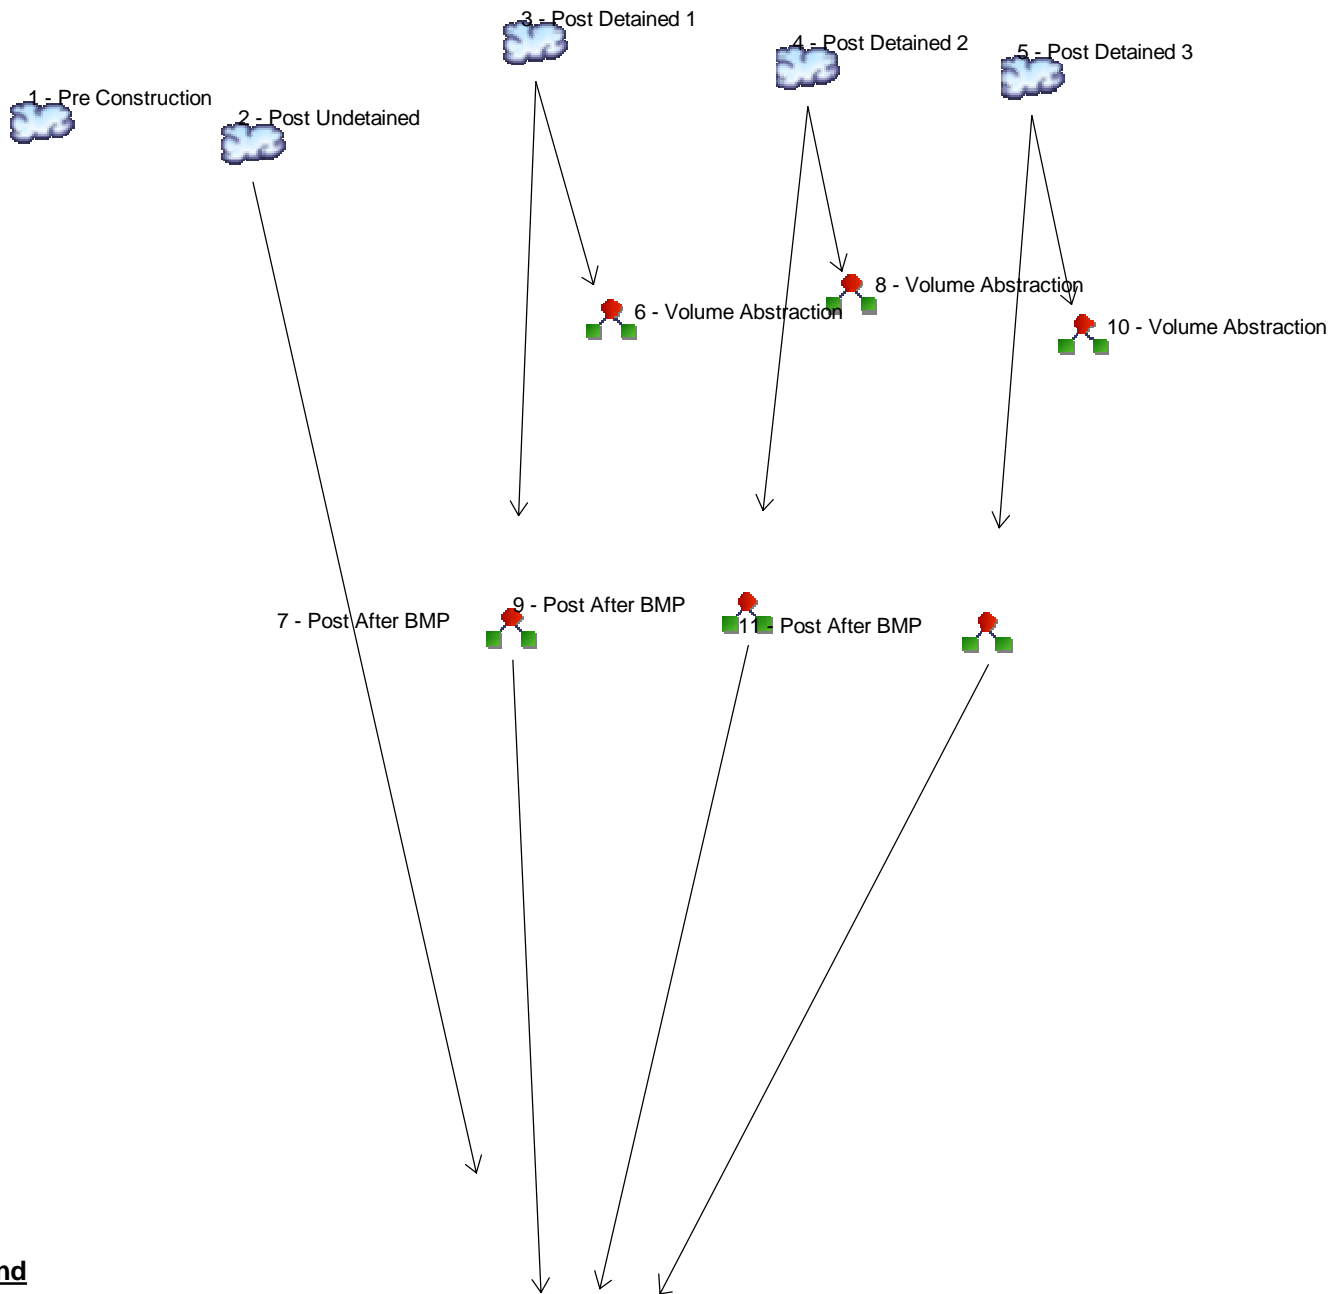 3 - Post Detained 1
4 - Post Detained 2
5 - Post Detained 3
1 - Pre Construction
2 - Post Undetained
8 - Volume Abstraction
6 - Volume Abstraction
10 - Volume Abstraction
9 - Post After BMP
7 - Post After BMP
11 - Post After BMP
nd